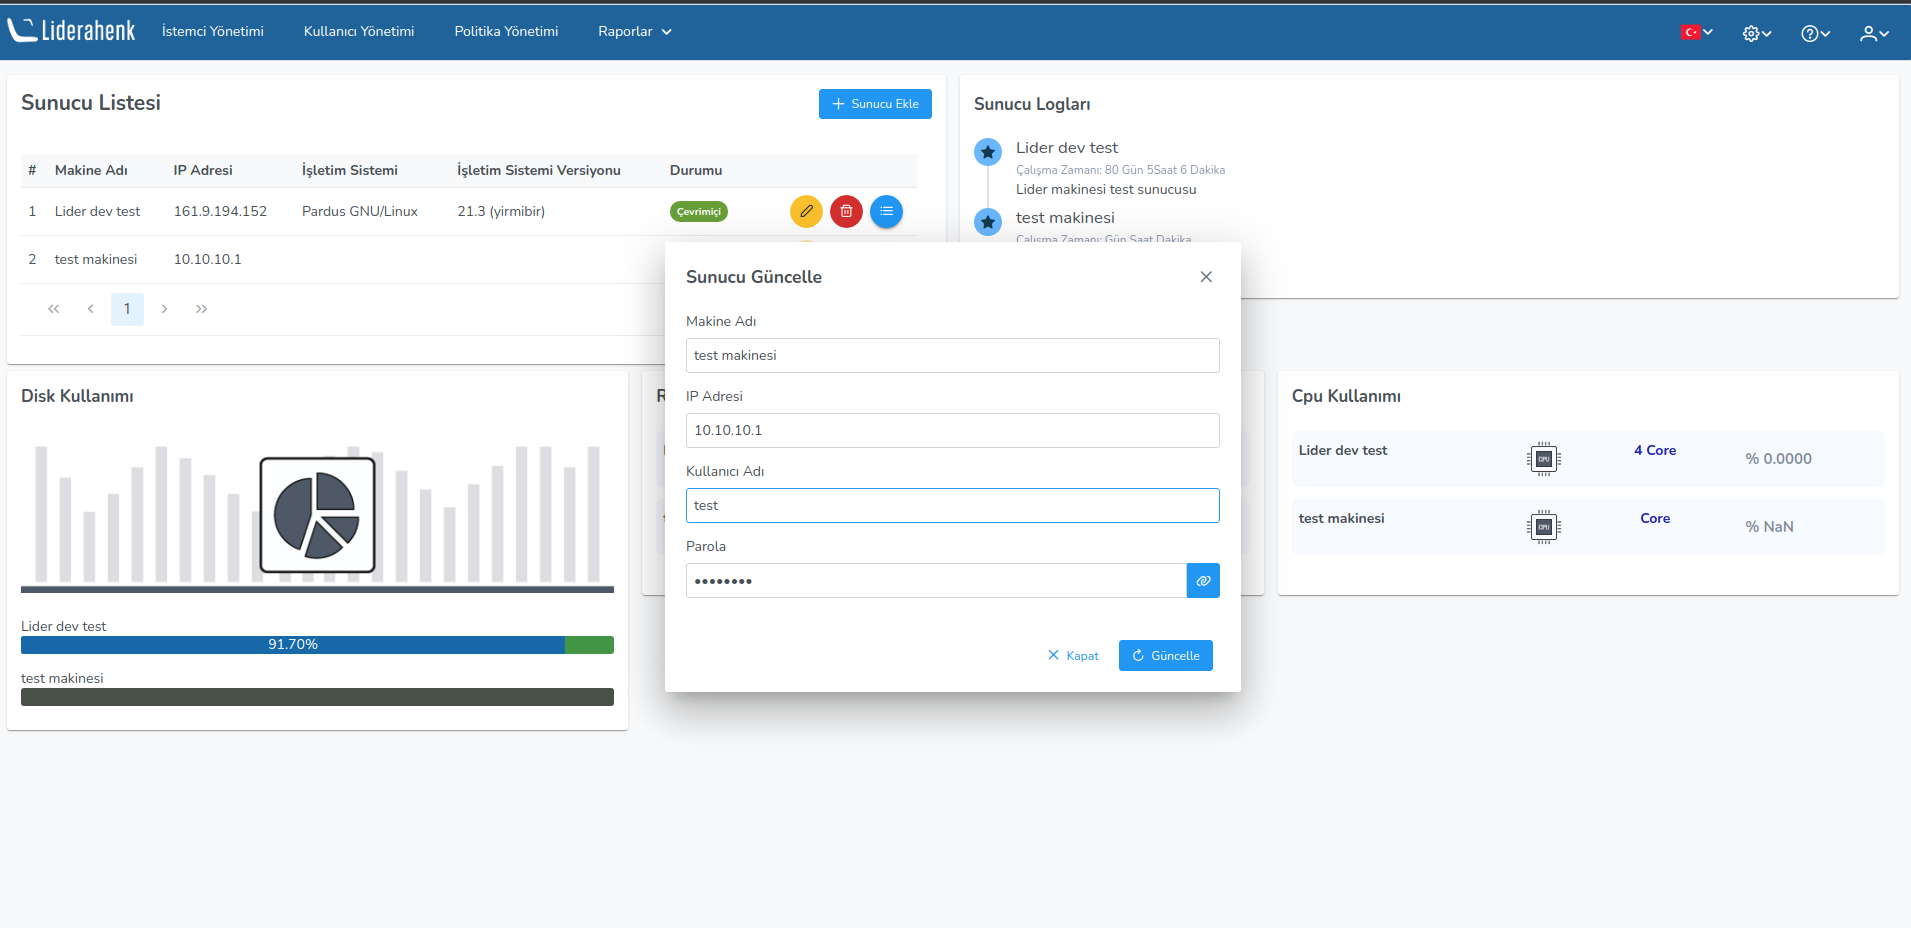 Liderahenk
İstemci Yönetimi
Kullanıcı Yönetimi
Politika Yönetimi
Raporlar
Sunucu Listesi
Sunucu Ekle
# Makine Adı IP Adresi İşletim Sistemi İşletim Sistemi Versiyonu Durumu
1 Lider dev test 161.9.194.152 Pardus GNU/Linux 21.3 (yirmibir) Çevrimiçi
2 test makinesi 10.10.10.1
1
Sunucu Logları
Lider dev test
Çalışma Zamanı: 80 Gün 5Saat 6 Dakika
Lider makinesi test sunucusu
test makinesi
Çalışma Zamanı: Gün Saat Dakika
Sunucu Güncelle
Makine Adı
test makinesi
IP Adresi
10.10.10.1
Kullanıcı Adı
test
Parola
••••••••
Kapat
Güncelle
Disk Kullanımı
Lider dev test
91.70%
test makinesi
R
Cpu Kullanımı
Lider dev test
CPU
4 Core
% 0.0000
test makinesi
CPU
Core
% NaN